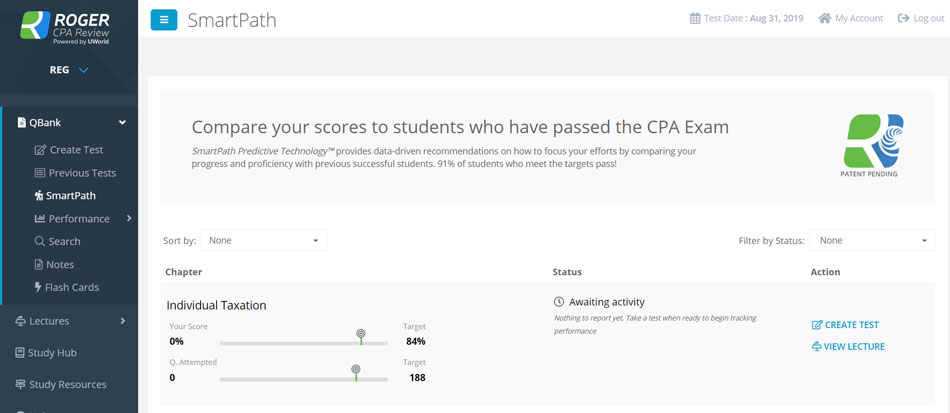 ROGER
CPA Review
Powered by UWorld
REG
QBank
Create Test
Previous Tests
SmartPath
Performance
Search
Notes
Flash Cards
Lectures
Study Hub
Study Resources
SmartPath
Test Date : Aug 31, 2019
My Account
Log out
Compare your scores to students who have passed the CPA Exam
SmartPath Predictive Technology™ provides data-driven recommendations on how to focus your efforts by comparing your
progress and proficiency with previous successful students. 91% of students who meet the targets pass!
PATENT PENDING
Sort by: None
Filter by Status: None
Chapter Status Action
Individual Taxation
Your Score Target
0% 84%
Q. Attempted Target
0 188
Awaiting activity
Nothing to report yet. Take a test when ready to begin tracking
performance
CREATE TEST
VIEW LECTURE